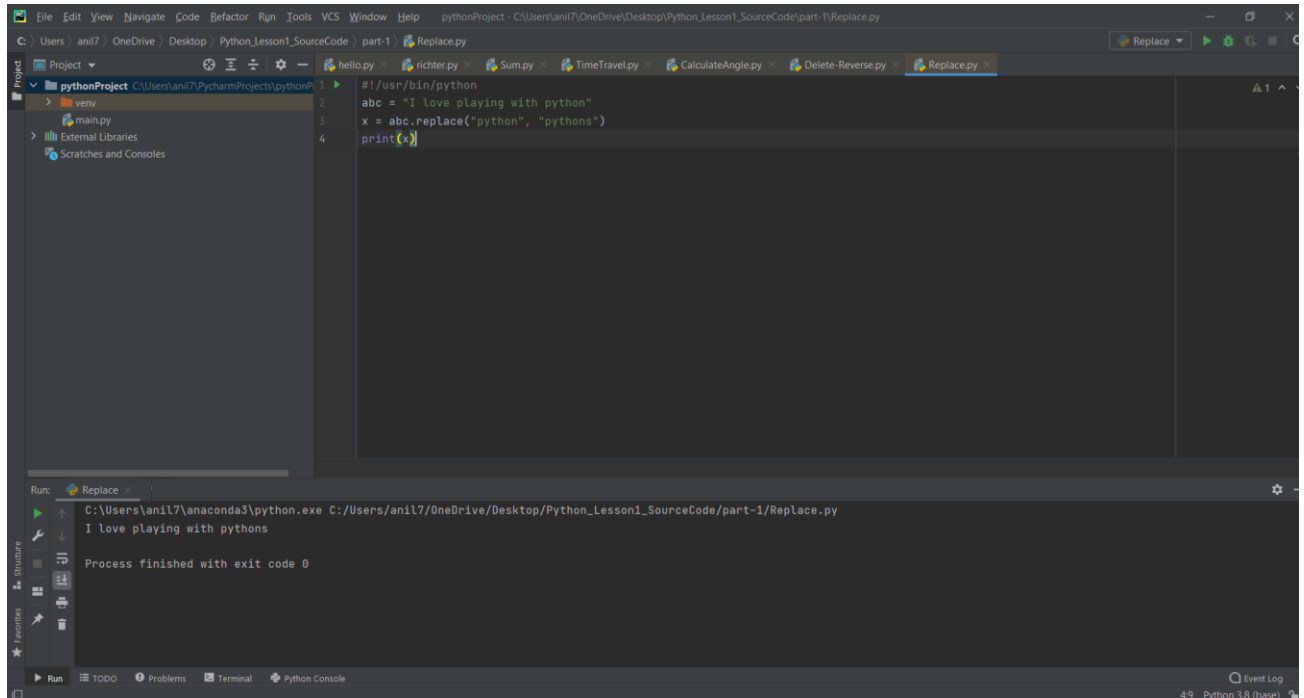 File Edit View Navigate Code Refactor Run Tools VCS Window Help pythonProject - C:\Users\anil7\OneDrive\Desktop\Python_Lesson1_SourceCode\part-1\Replace.py
C: Users anil7 OneDrive Desktop Python_Lesson1_SourceCode part-1 Replace.py Replace
Project
Project
hello.py richter.py Sum.py TimeTravel.py CalculateAngle.py Delete-Reverse.py Replace.py
pythonProject C:\Users\anil7\PycharmProjects\pythonP
venv
main.py
External Libraries
Scratches and Consoles
1 #!/usr/bin/python
2 abc = "I love playing with python"
3 x = abc.replace("python", "pythons")
4 print(x)
1
Run: Replace
C:\Users\anil7\anaconda3\python.exe C:/Users/anil7/OneDrive/Desktop/Python_Lesson1_SourceCode/part-1/Replace.py
I love playing with pythons
Process finished with exit code 0
Structure
Favorites
Run TODO Problems Terminal Python Console Event Log
4:9 Python 3.8 (base)